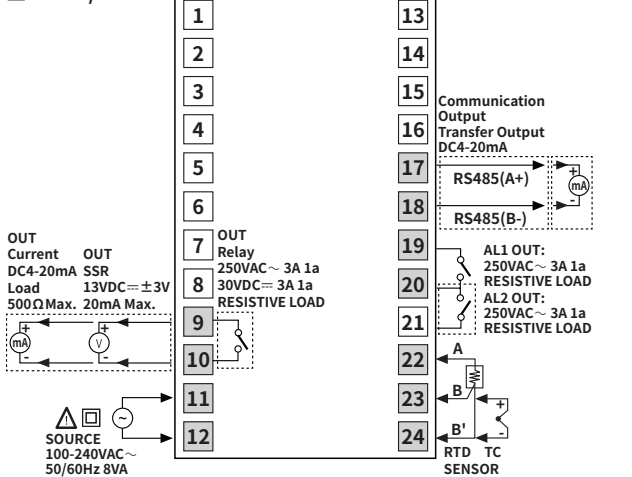 1
2
3
4
5
6
7
8
9
10
11
12
13
14
15
16
17
18
19
20
21
22
23
24
OUT
Current
DC4-20mA
Load
500ΩMax.
OUT
SSR
13VDC⎓±3V
20mA Max.
+
mA
-
+
V
-
OUT
Relay
250VAC～ 3A 1a
30VDC⎓ 3A 1a
RESISTIVE LOAD
SOURCE
100-240VAC～
50/60Hz 8VA
Communication
Output
Transfer Output
DC4-20mA
RS485(A+)
RS485(B-)
+
mA
-
AL1 OUT:
250VAC～ 3A 1a
RESISTIVE LOAD
AL2 OUT:
250VAC～ 3A 1a
RESISTIVE LOAD
A
B
B'
+
-
RTD TC
SENSOR